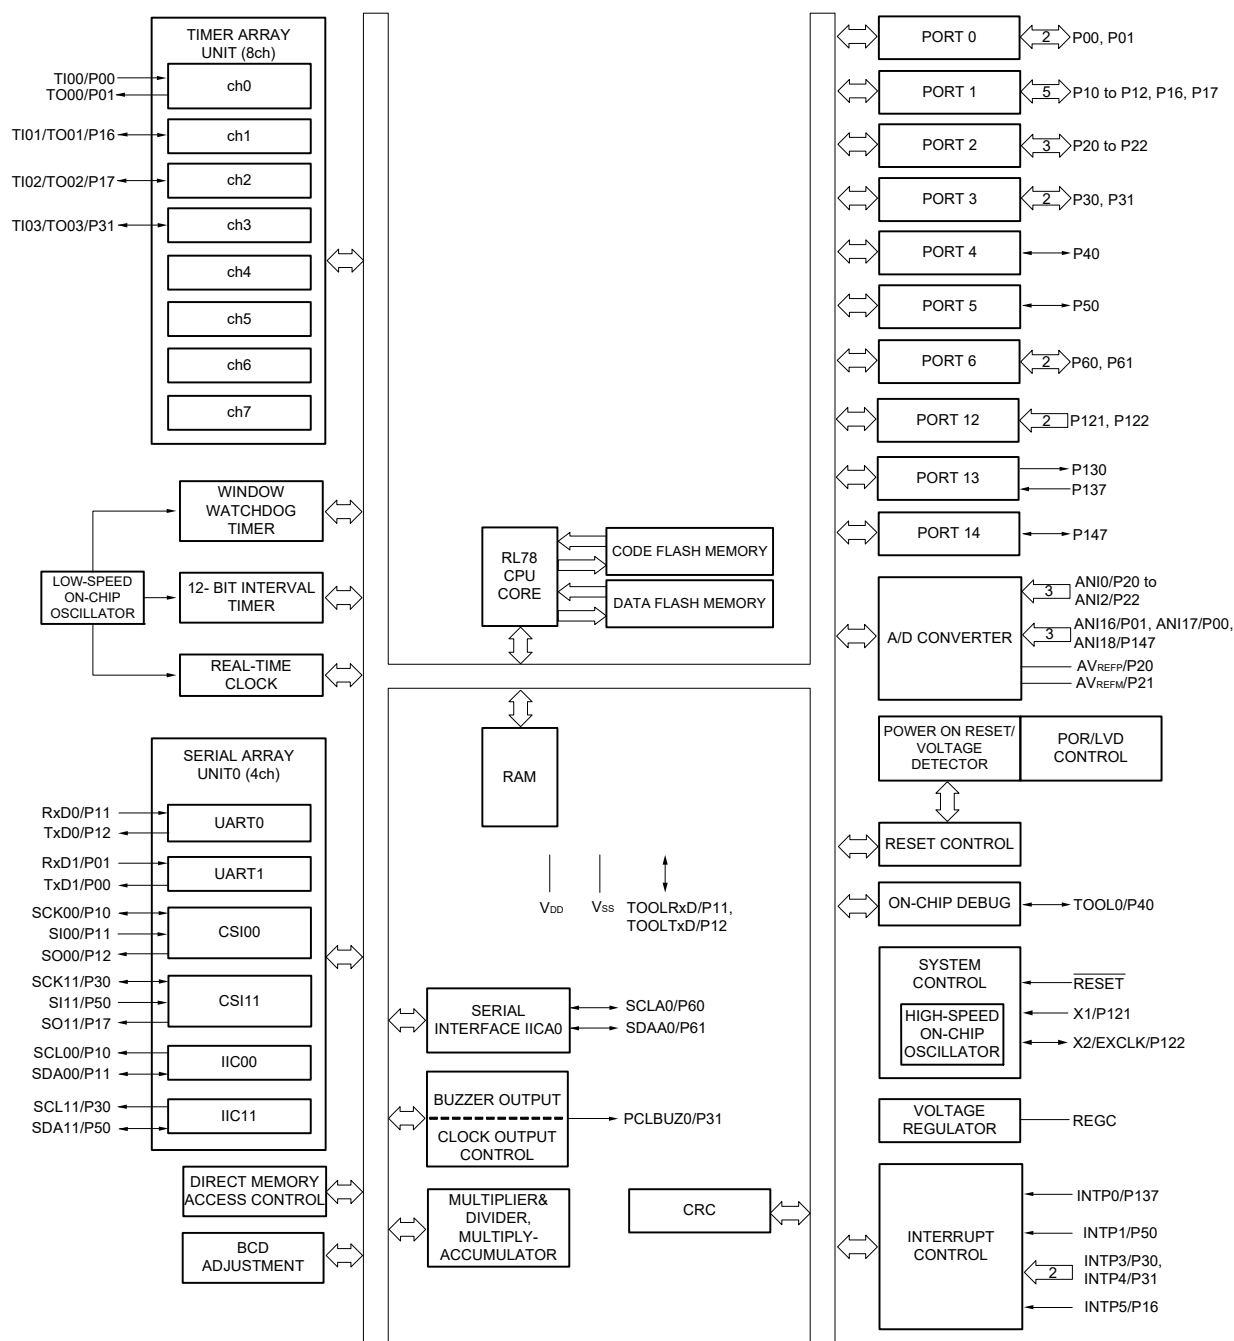 TIMER ARRAY
UNIT (8ch)
TI00/P00
TO00/P01
ch0
TI01/TO01/P16
ch1
TI02/TO02/P17
ch2
TI03/TO03/P31
ch3
ch4
ch5
ch6
ch7
WINDOW
WATCHDOG
TIMER
LOW-SPEED
ON-CHIP
OSCILLATOR
12- BIT INTERVAL
TIMER
REAL-TIME
CLOCK
SERIAL ARRAY
UNIT0 (4ch)
RxD0/P11
TxD0/P12
UART0
RxD1/P01
TxD1/P00
UART1
SCK00/P10
SI00/P11
SO00/P12
CSI00
SCK11/P30
SI11/P50
SO11/P17
CSI11
SCL00/P10
SDA00/P11
IIC00
SCL11/P30
SDA11/P50
IIC11
DIRECT MEMORY
ACCESS CONTROL
BCD
ADJUSTMENT
RL78
CPU
CORE
CODE FLASH MEMORY
DATA FLASH MEMORY
RAM
VDD
VSS
TOOLRxD/P11,
TOOLTxD/P12
SERIAL
INTERFACE IICA0
SCLA0/P60
SDAA0/P61
BUZZER OUTPUT
CLOCK OUTPUT
CONTROL
PCLBUZ0/P31
MULTIPLIER&
DIVIDER,
MULTIPLY-
ACCUMULATOR
CRC
PORT 0
2
P00, P01
PORT 1
5
P10 to P12, P16, P17
PORT 2
3
P20 to P22
PORT 3
2
P30, P31
PORT 4
P40
PORT 5
P50
PORT 6
2
P60, P61
PORT 12
2
P121, P122
PORT 13
P130
P137
PORT 14
P147
A/D CONVERTER
3
ANI0/P20 to
ANI2/P22
3
ANI16/P01, ANI17/P00,
ANI18/P147
AVREFP/P20
AVREFM/P21
POWER ON RESET/
VOLTAGE
DETECTOR
POR/LVD
CONTROL
RESET CONTROL
ON-CHIP DEBUG
TOOL0/P40
SYSTEM
CONTROL
HIGH-SPEED
ON-CHIP
OSCILLATOR
RESET
X1/P121
X2/EXCLK/P122
VOLTAGE
REGULATOR
REGC
INTERRUPT
CONTROL
INTP0/P137
INTP1/P50
2
INTP3/P30,
INTP4/P31
INTP5/P16